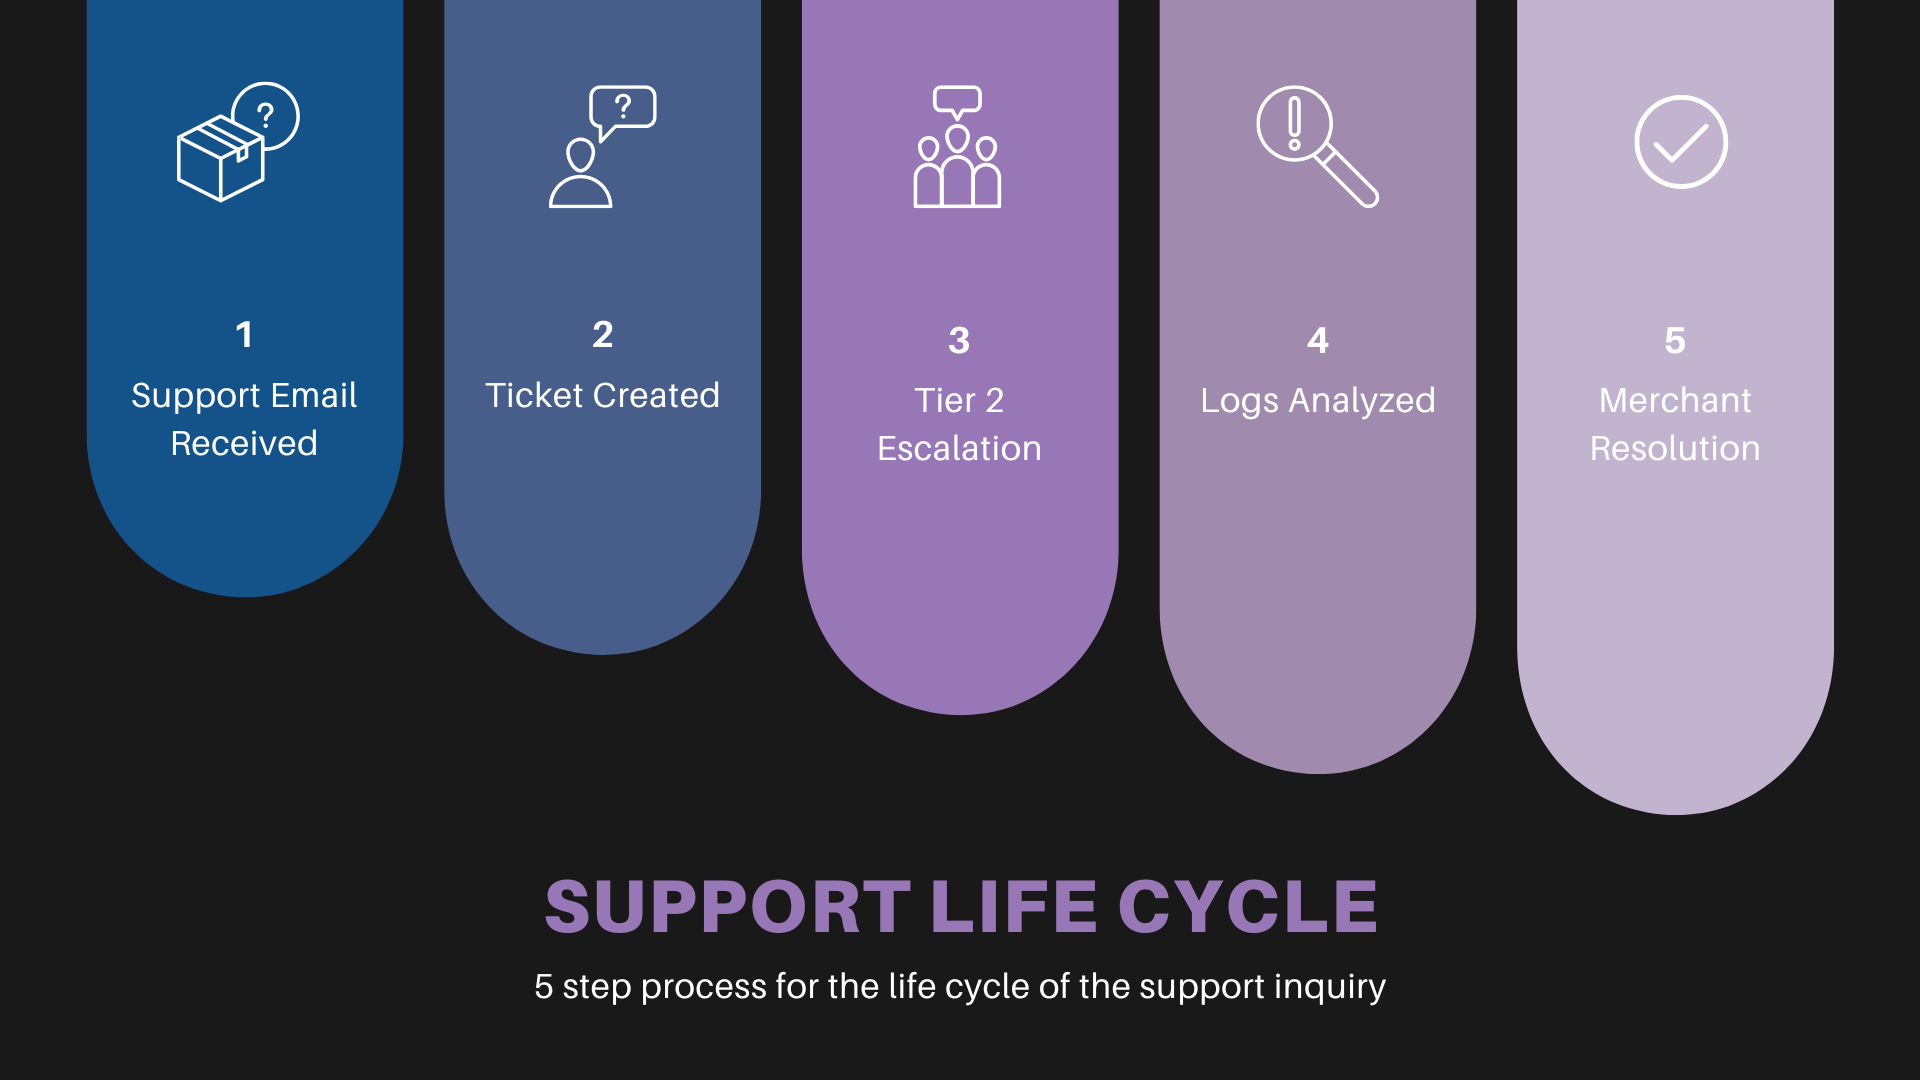 ?
?
1
Support Email
Received
2
Ticket Created
3
Tier 2
Escalation
4
Logs Analyzed
5
Merchant
Resolution
SUPPORT LIFE CYCLE
5 step process for the life cycle of the support inquiry